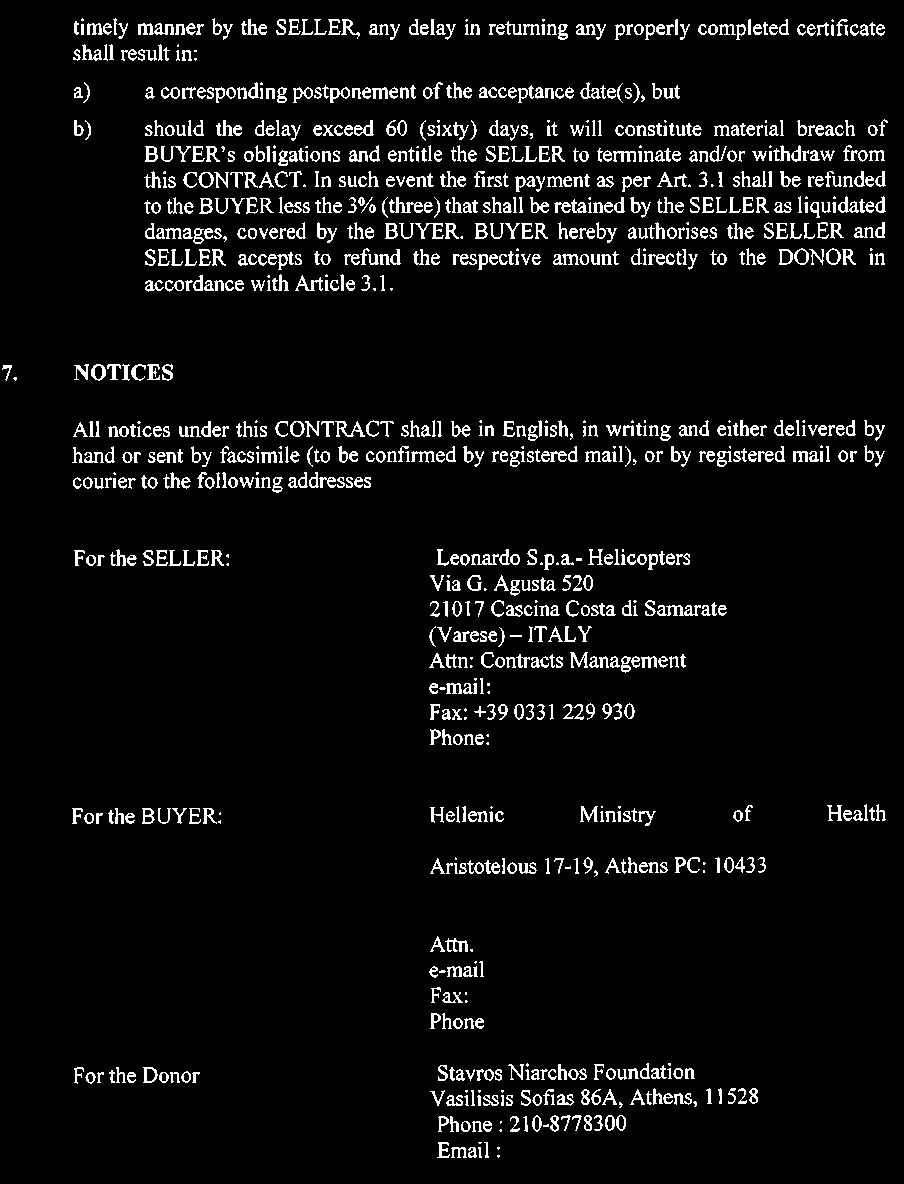 timely manner by the SELLER, any delay in returning any properly completed certificate
shall result in:
a) a corresponding postponement of the acceptance date(s), but
b) should the delay exceed 60 (sixty) days, it will constitute material breach of
BUYER's obligations and entitle the SELLER to terminate and/or withdraw from
this CONTRACT. In such event the first payment as per Art. 3.1 shall be refunded
to the BUYER less the 3% (three) that shall be retained by the SELLER as liquidated
damages, covered by the BUYER. BUYER hereby authorises the SELLER and
SELLER accepts to refund the respective amount directly to the DONOR in
accordance with Article 3.1.
7. NOTICES
All notices under this CONTRACT shall be in English, in writing and either delivered by
hand or sent by facsimile (to be confirmed by registered mail), or by registered mail or by
courier to the following addresses
For the SELLER: Leonardo S.p.a.- Helicopters
Via G. Agusta 520
21017 Cascina Costa di Samarate
(Varese) – ITALY
Attn: Contracts Management
e-mail:
Fax: +39 0331 229 930
Phone:
For the BUYER: Hellenic Ministry of Health
Aristotelous 17-19, Athens PC: 10433
Attn.
e-mail
Fax:
Phone
For the Donor Stavros Niarchos Foundation
Vasilissis Sofias 86A, Athens, 11528
Phone : 210-8778300
Email :